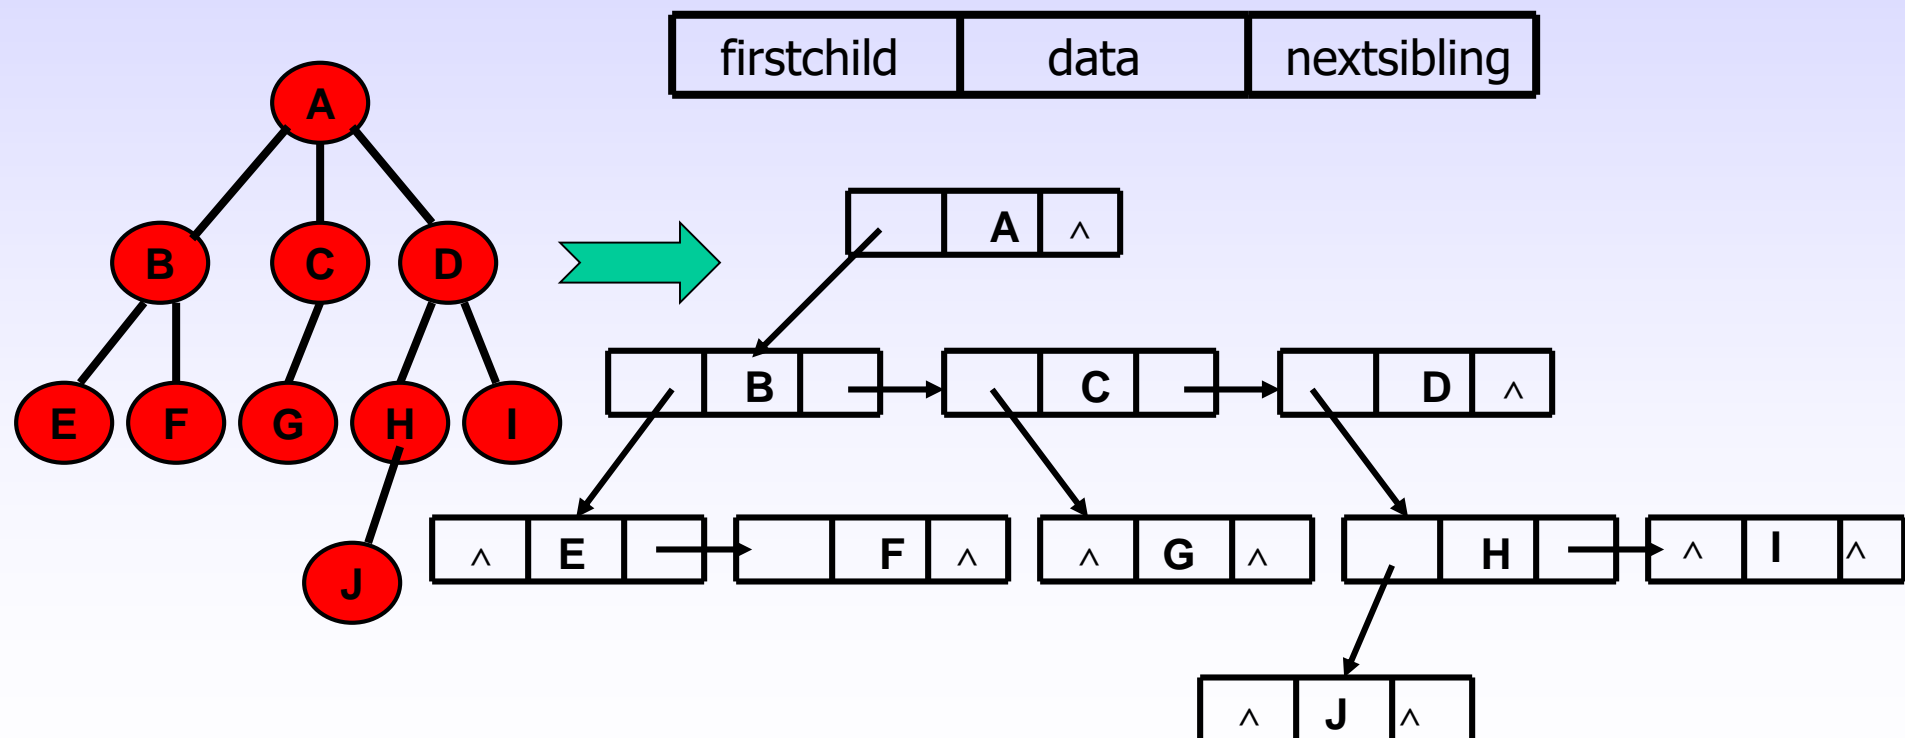 firstchild data nextsibling
A
A ^
B C D
B C D ^
E F G H I
^ E F ^ ^ G ^ H ^ I ^
J
^ J ^